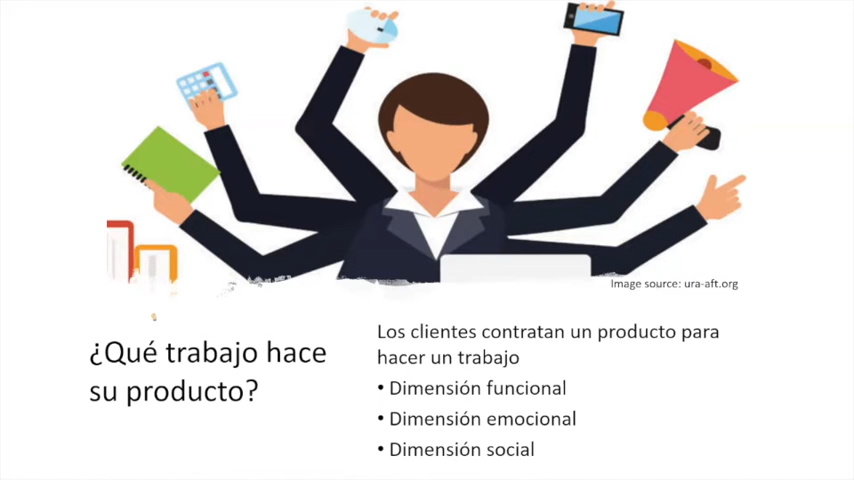 Image source: ura-aft.org
¿Qué trabajo hace
su producto?
Los clientes contratan un producto para
hacer un trabajo
• Dimensión funcional
• Dimensión emocional
• Dimensión social